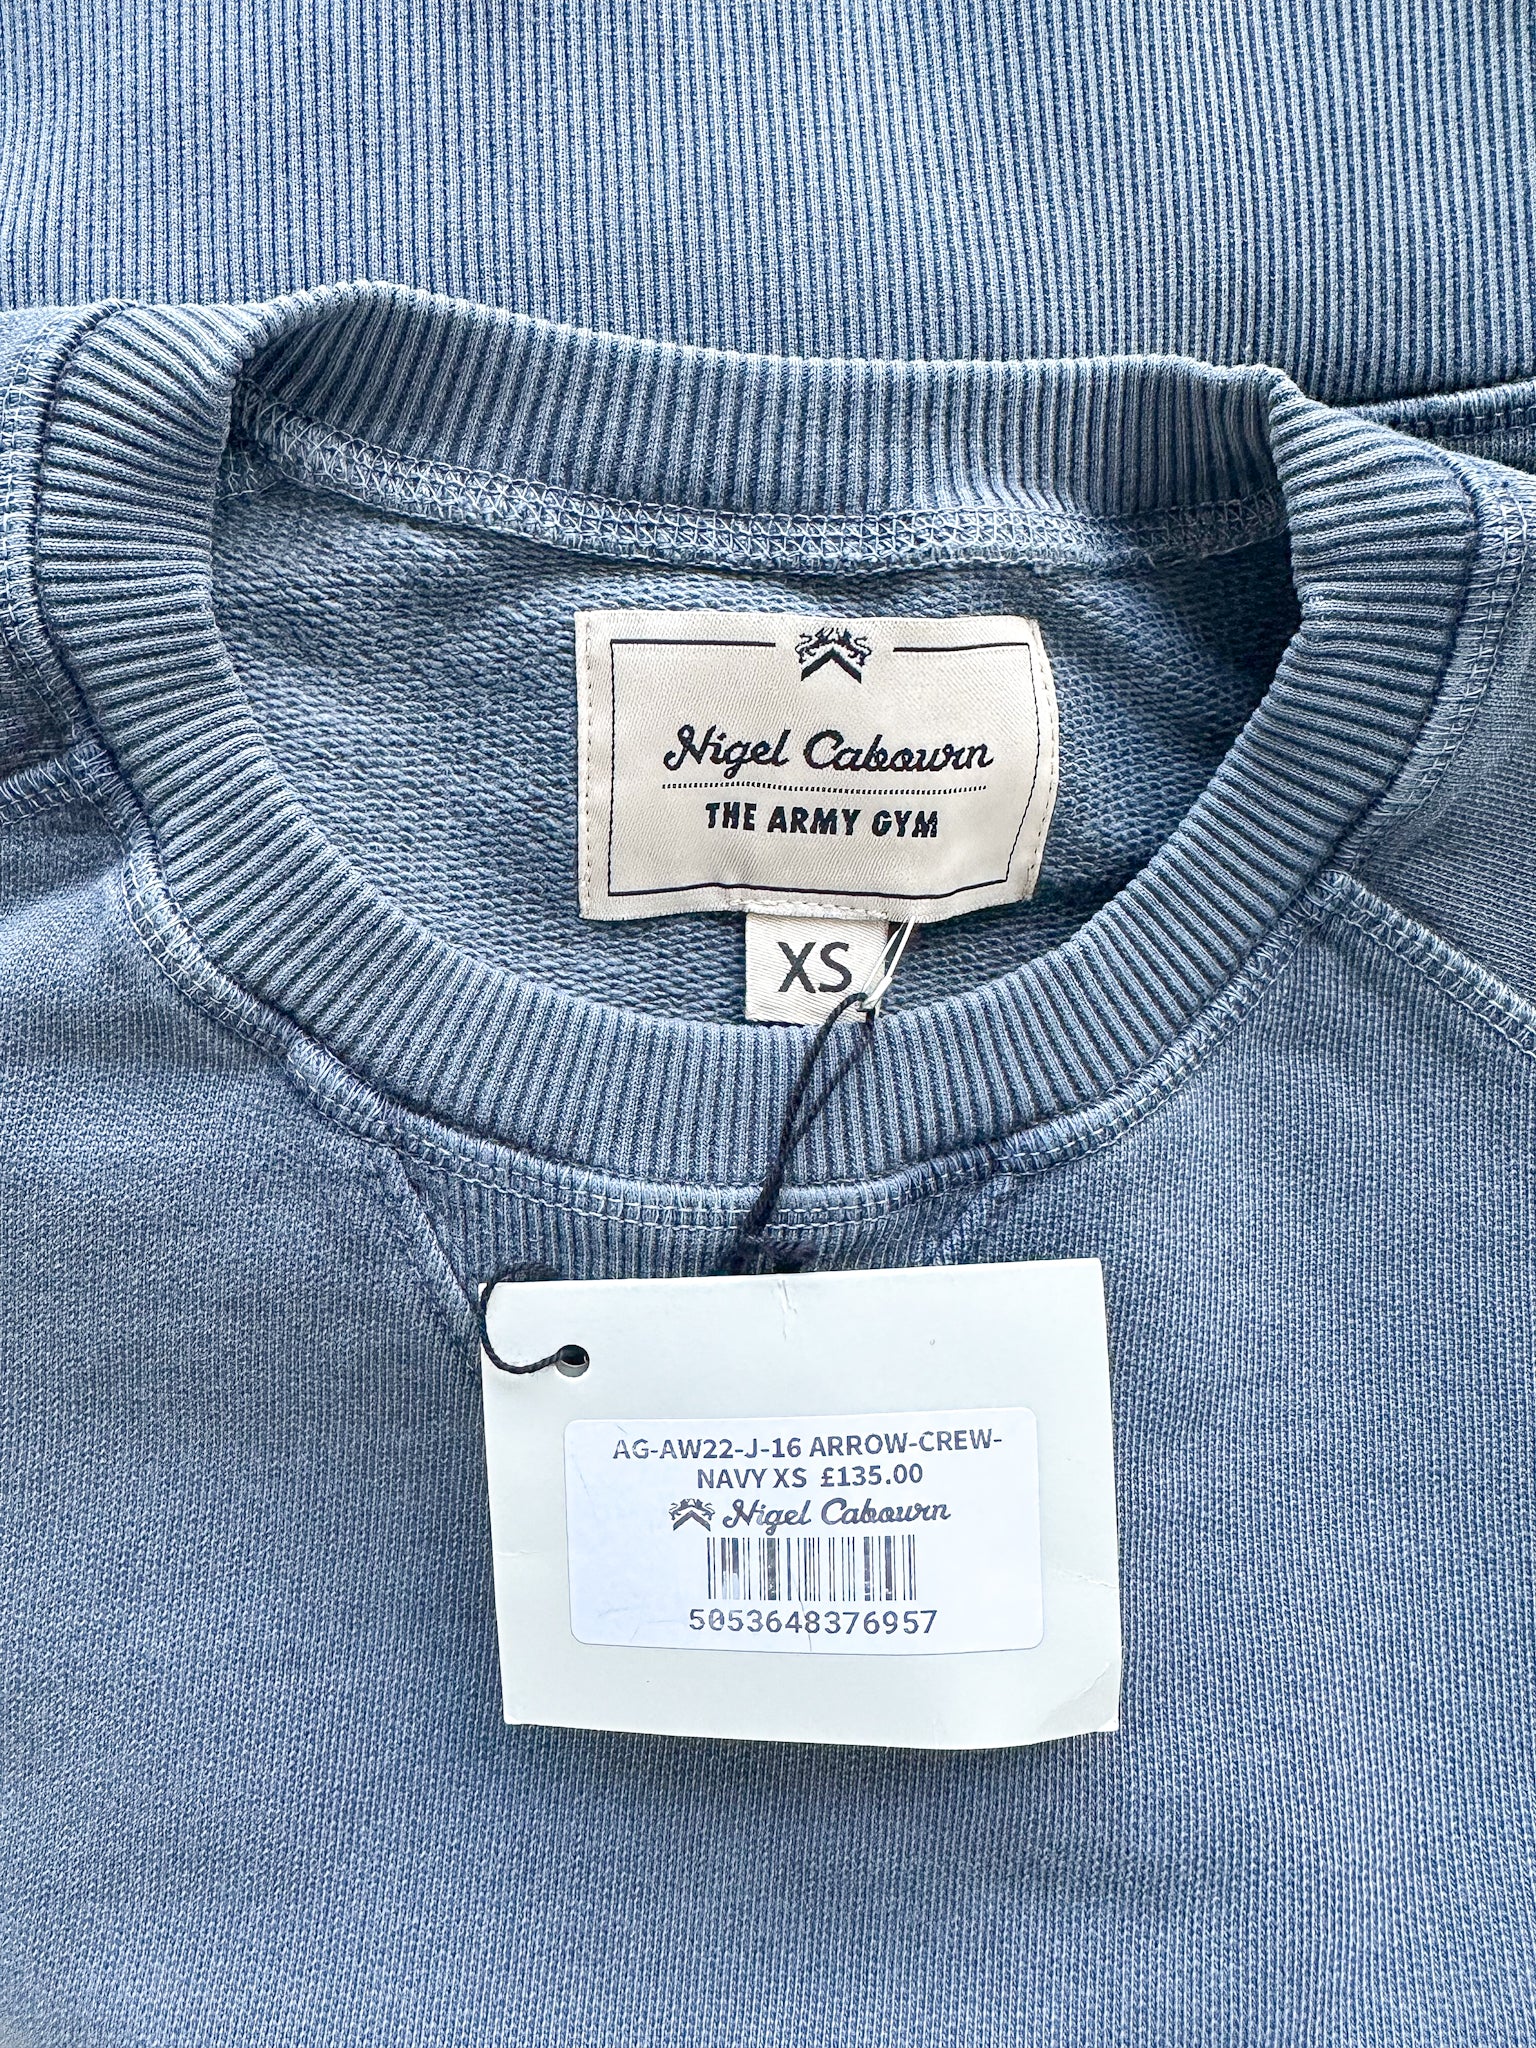 Nigel Cabourn
THE ARMY GYM
XS
AG-AW22-J-16 ARROW-CREW-
NAVY XS £135.00
Nigel Cabourn
5053648376957